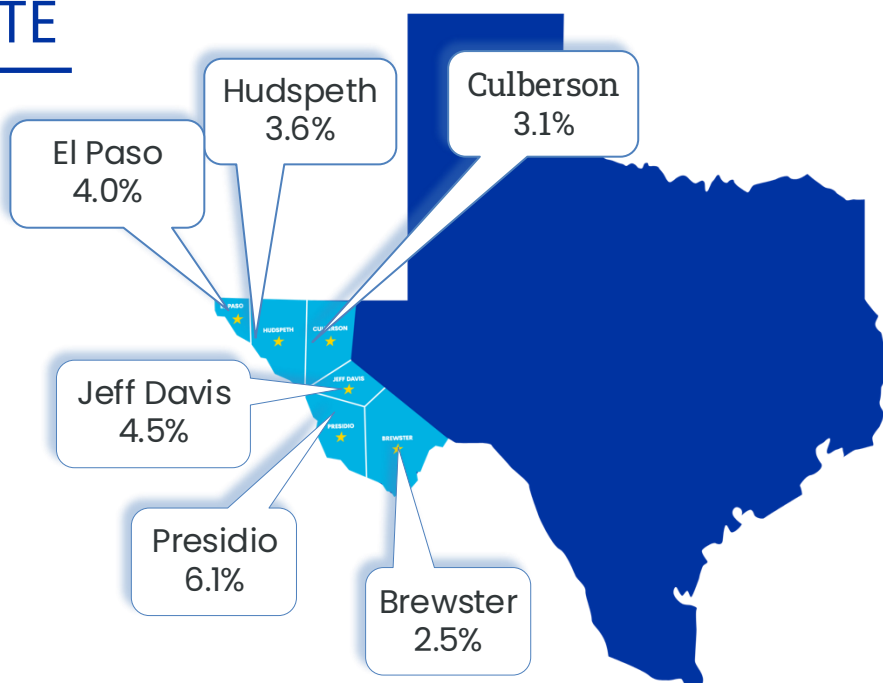 TE
Hudspeth
3.6%
Culberson
3.1%
El Paso
4.0%
PASO
HUDSPETH
JEFF DAVIS
PRESIDIO
BREWSTER
Jeff Davis
4.5%
Presidio
6.1%
Brewster
2.5%